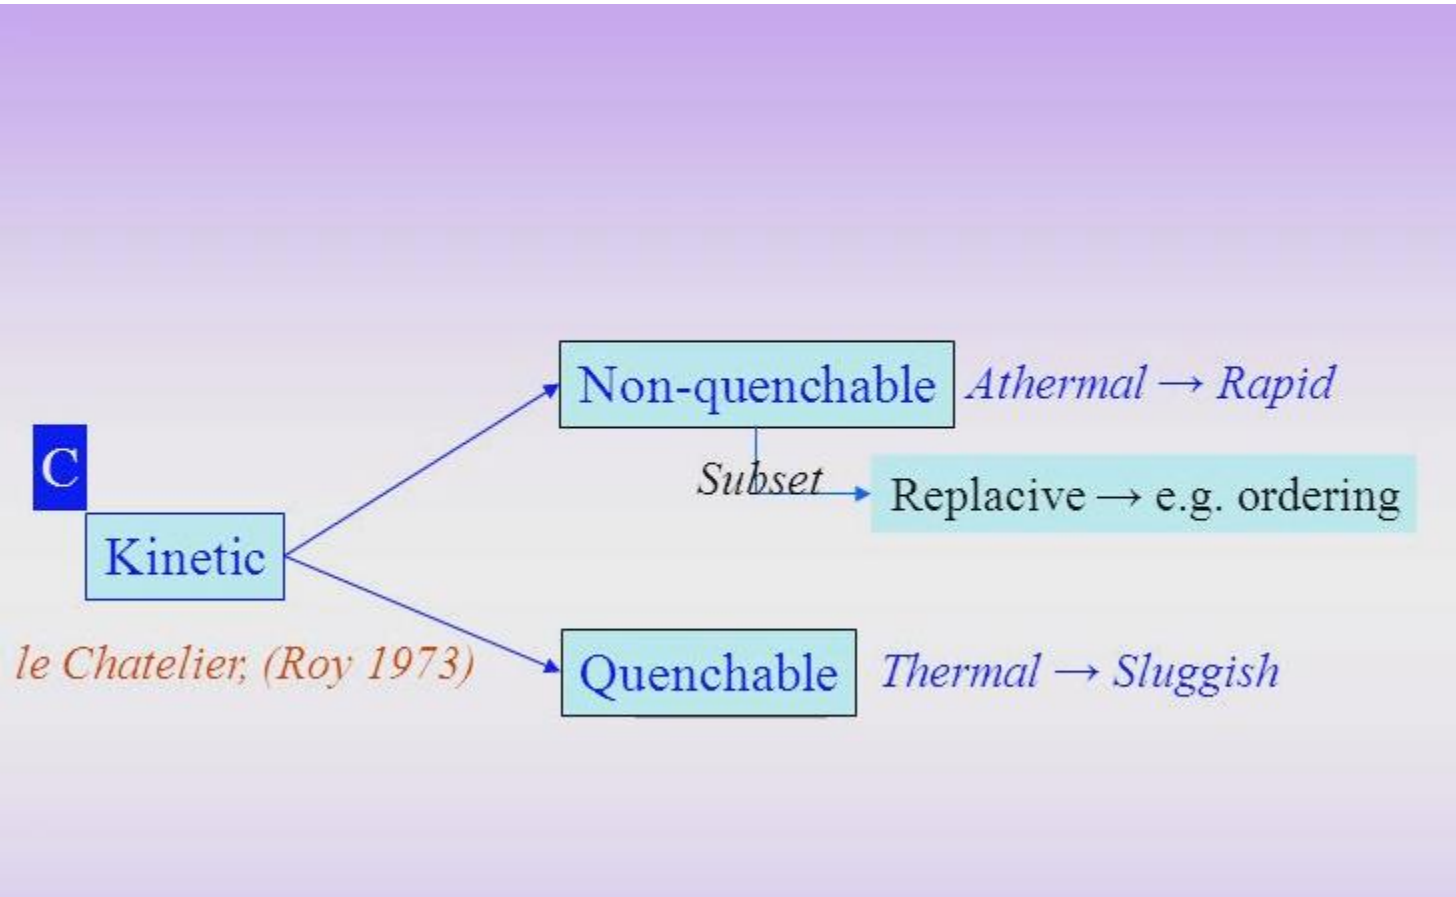 Non-quenchable Athermal → Rapid
C
Subset
Replacive → e.g. ordering
Kinetic
le Chatelier, (Roy 1973)
Quenchable Thermal → Sluggish